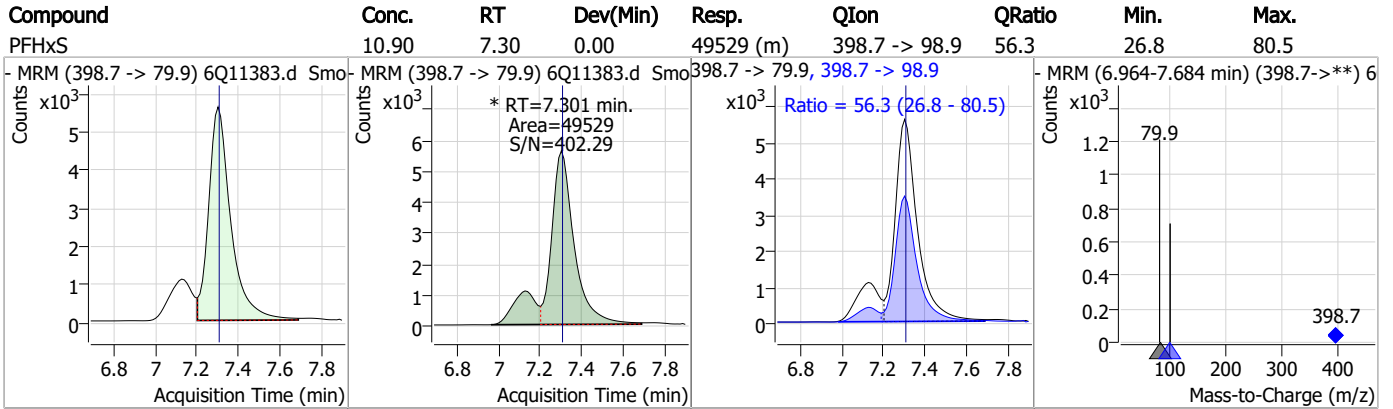 Compound Conc. RT Dev(Min) Resp. QIon QRatio Min. Max.
PFHxS 10.90 7.30 0.00 49529 (m) 398.7 -> 98.9 56.3 26.8 80.5
- MRM (398.7 -> 79.9) 6Q11383.d Smo
Counts
x10³
5
4
3
2
1
0
6.8 7 7.2 7.4 7.6 7.8
Acquisition Time (min)
- MRM (398.7 -> 79.9) 6Q11383.d Smo
Counts
x10³
* RT=7.301 min.
Area=49529
S/N=402.29
6
5
4
3
2
1
0
6.8 7 7.2 7.4 7.6 7.8
Acquisition Time (min)
398.7 -> 79.9, 398.7 -> 98.9
x10³
Ratio = 56.3 (26.8 - 80.5)
5
4
3
2
1
0
6.8 7 7.2 7.4 7.6 7.8
Acquisition Time (min)
- MRM (6.964-7.684 min) (398.7->**) 6
Counts
x10³
79.9
1.2
1
0.8
0.6
0.4
0.2
398.7
0
100 200 300 400
Mass-to-Charge (m/z)